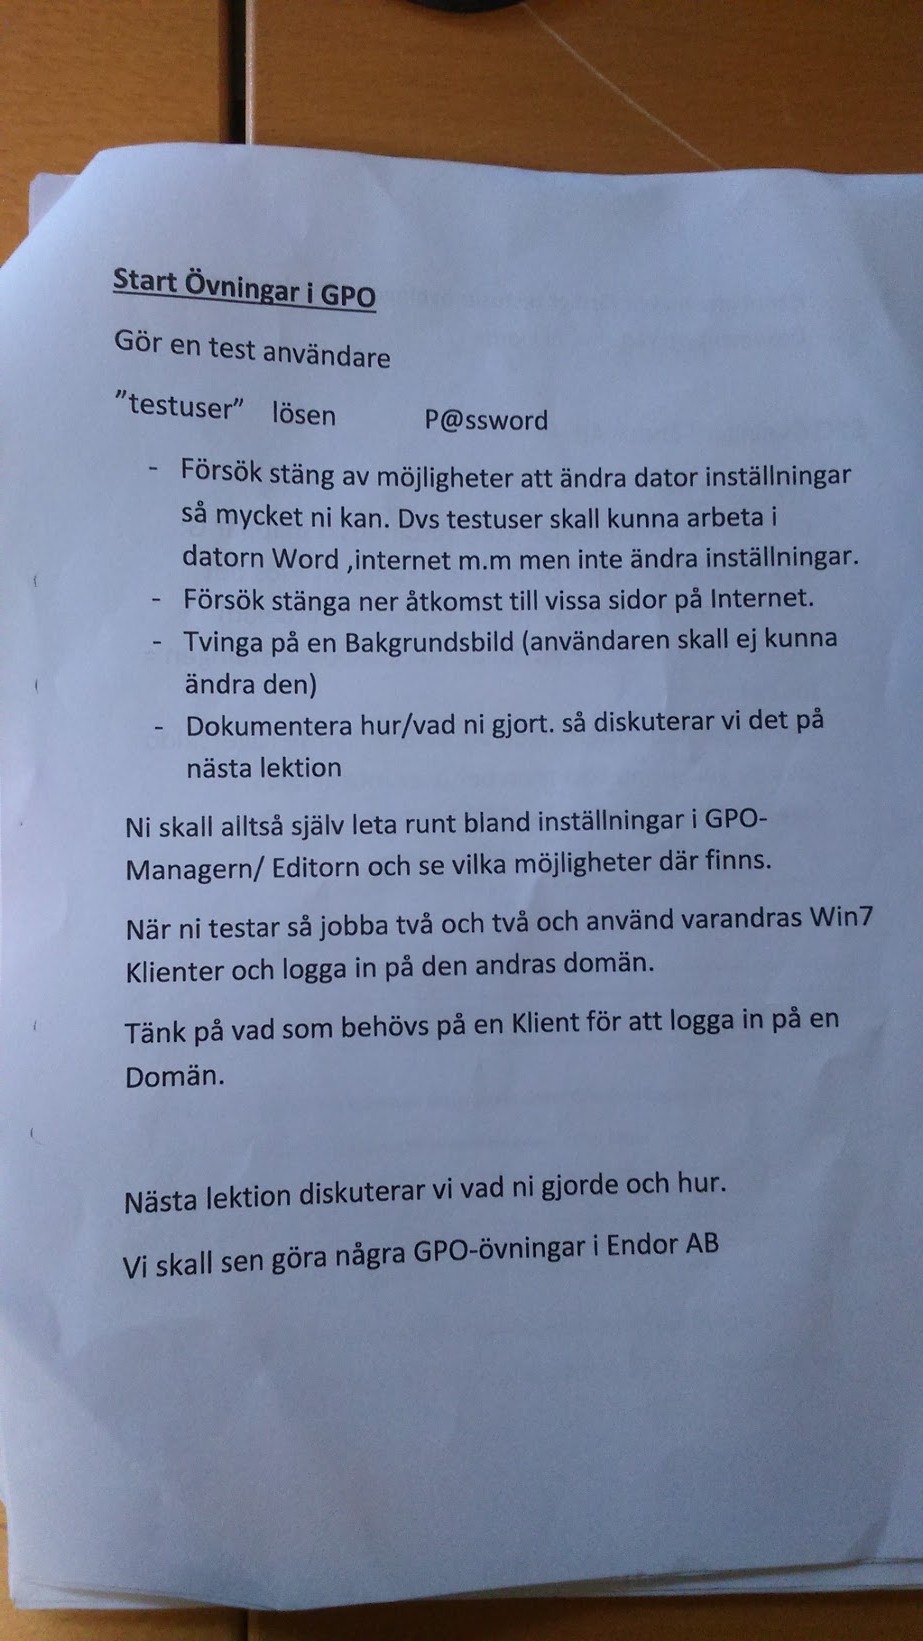 Start Övningar i GPO
Gör en test användare
”testuser” lösen P@ssword
- Försök stäng av möjligheter att ändra dator inställningar
så mycket ni kan. Dvs testuser skall kunna arbeta i
datorn Word ,internet m.m men inte ändra inställningar.
- Försök stänga ner åtkomst till vissa sidor på Internet.
- Tvinga på en Bakgrundsbild (användaren skall ej kunna
ändra den)
- Dokumentera hur/vad ni gjort. så diskuterar vi det på
nästa lektion
Ni skall ailtså själv leta runt bland inställningar i GPO-
Managern/ Editorn och se vilka möjligheter där finns.
När ni testar så jobba två och två och använd varandras Win7
Klienter och logga in på den andras domän.
Tänk på vad som behövs på en Klient för att logga in på en
Domän.
Nästa lektion diskuterar vi vad ni gjorde och hur.
Vi skall sen göra några GPO-övningar i Endor AB